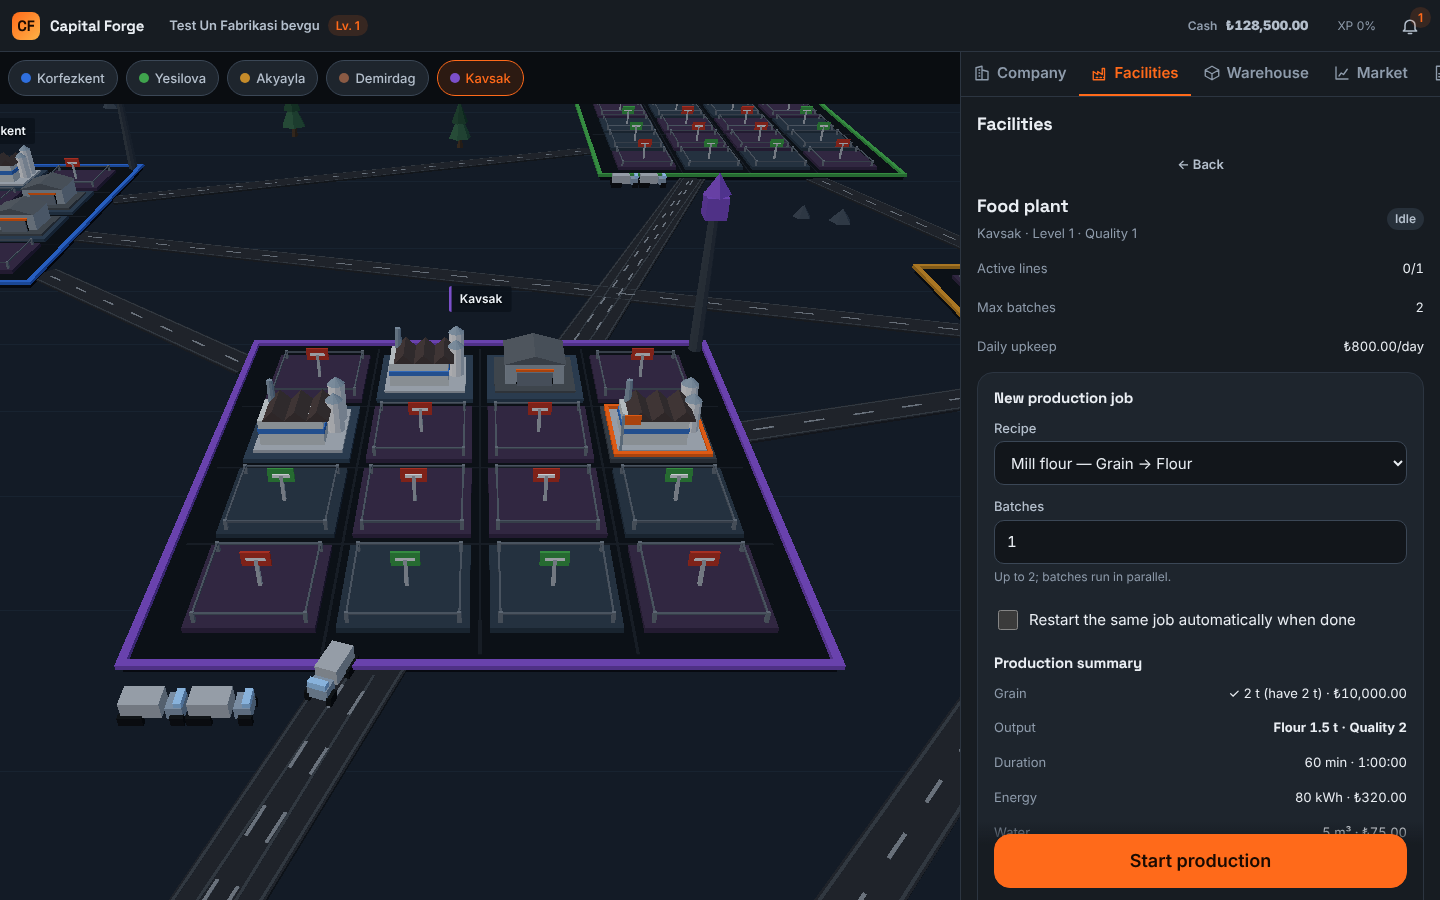 CF Capital Forge Test Un Fabrikasi bevgu Lv. 1 Cash ₺128,500.00 XP 0% 1
Korfezkent Yesilova Akyayla Demirdag Kavsak
Company Facilities Warehouse Market
kent
Kavsak
Facilities
← Back
Food plant
Idle
Kavsak · Level 1 · Quality 1
Active lines 0/1
Max batches 2
Daily upkeep ₺800.00/day
New production job
Recipe
Mill flour — Grain → Flour
Batches
1
Up to 2; batches run in parallel.
Restart the same job automatically when done
Production summary
Grain ✓ 2 t (have 2 t) · ₺10,000.00
Output Flour 1.5 t · Quality 2
Duration 60 min · 1:00:00
Energy 80 kWh · ₺320.00
Water 5 m³ · ₺75.00
Start production